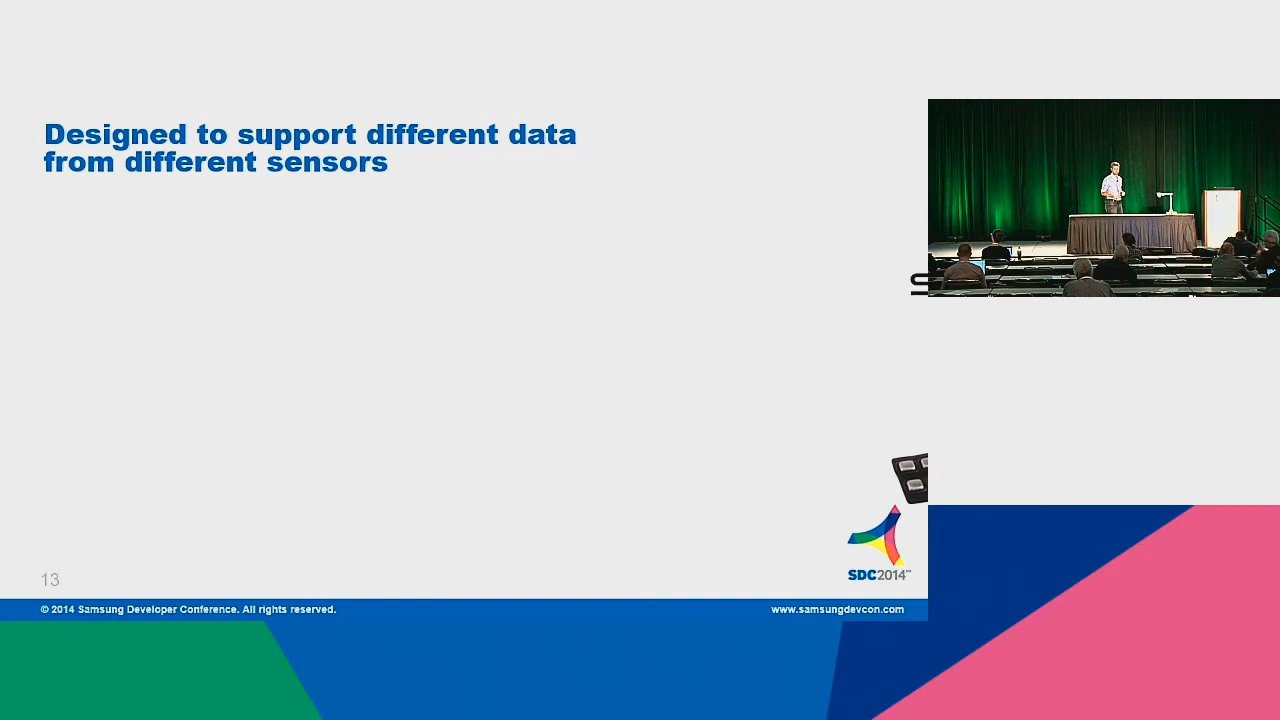 Designed to support different data
from different sensors
13
SDC2014™
© 2014 Samsung Developer Conference. All rights reserved.
www.samsungdevcon.com